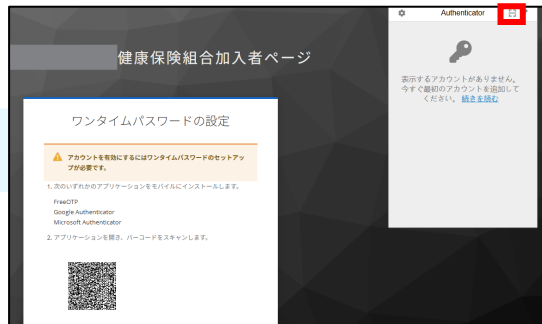 Authenticator
健康保険組合加入者ページ
表示するアカウントがありません。
今すぐ最初のアカウントを追加して
ください。 続きを読む
ワンタイムパスワードの設定
アカウントを有効にするにはワンタイムパスワードのセットアッ
プが必要です。
1. 次のいずれかのアプリケーションをモバイルにインストールします。
FreeOTP
Google Authenticator
Microsoft Authenticator
2. アプリケーションを開き、バーコードをスキャンします。